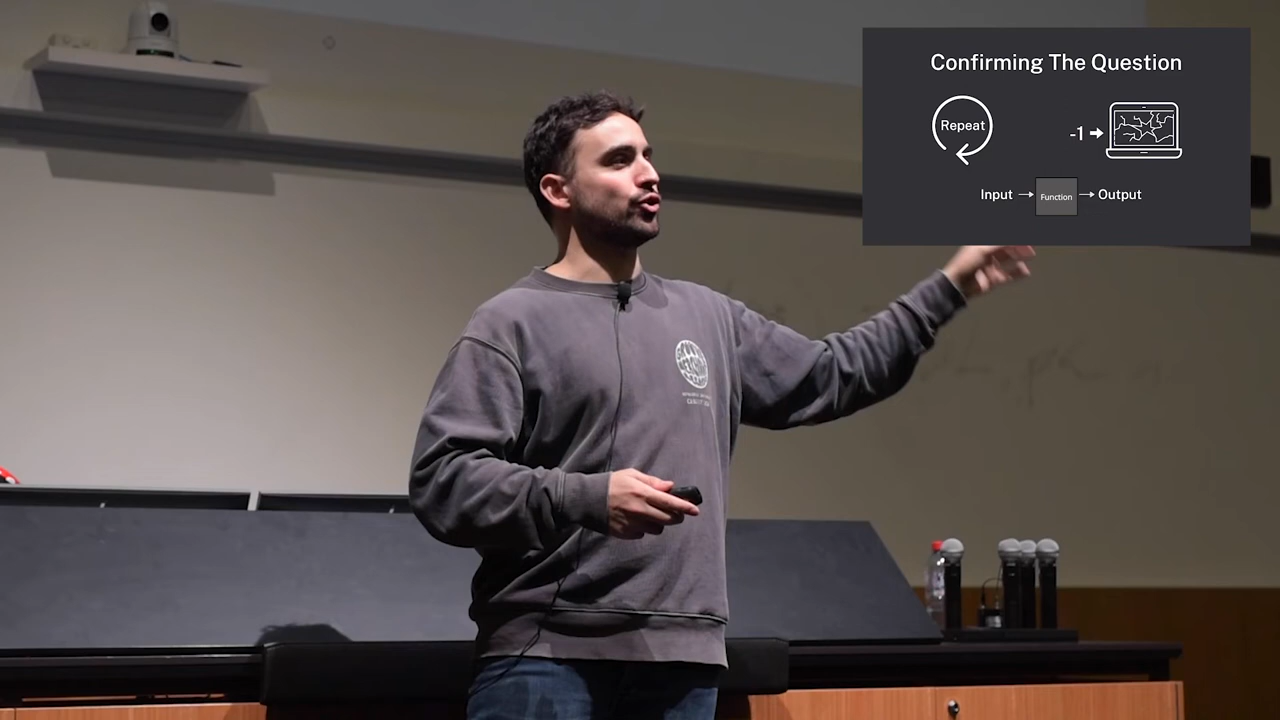 Confirming The Question
Repeat
-1
Input
Function
Output